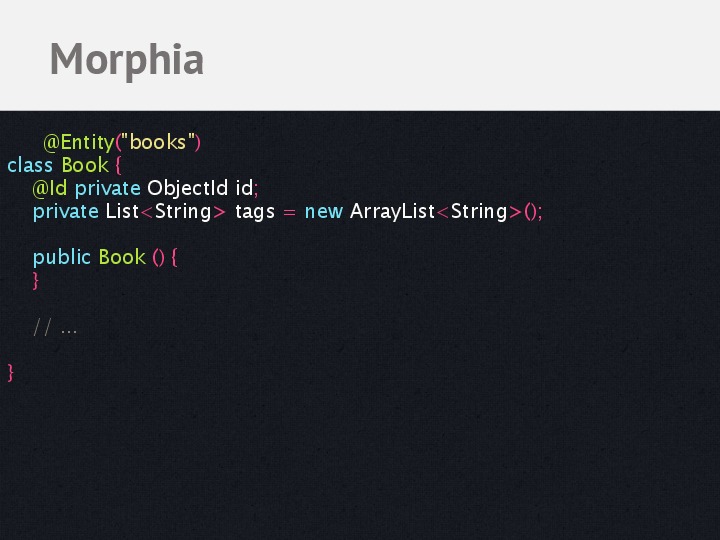 Morphia
@Entity("books")
class Book {
@Id private ObjectId id;
private List<String> tags = new ArrayList<String>();
public Book () {
}
// ...
}